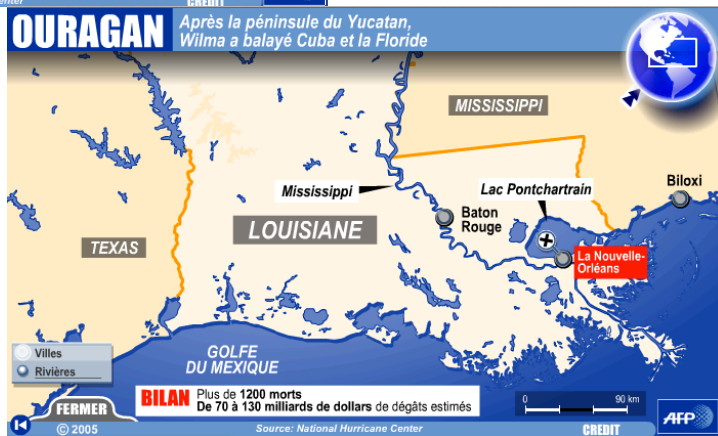 center
CREDIT
OURAGAN
Après la péninsule du Yucatan,
Wilma a balayé Cuba et la Floride
MISSISSIPPI
Mississippi
Lac Pontchartrain
Biloxi
Baton
Rouge
LOUISIANE
TEXAS
La Nouvelle-
Orléans
Villes
Rivières
GOLFE
DU MEXIQUE
BILAN
Plus de 1200 morts
De 70 à 130 milliards de dollars de dégâts estimés
0 90 km
FERMER
© 2005
Source: National Hurricane Center
CREDIT
AFP